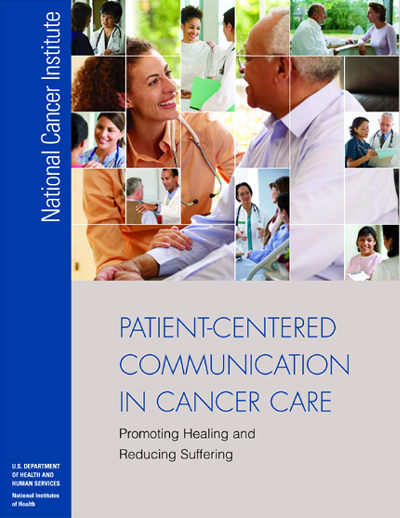 National Cancer Institute
PATIENT-CENTERED
COMMUNICATION
IN CANCER CARE
Promoting Healing and
Reducing Suffering
U.S. DEPARTMENT
OF HEALTH AND
HUMAN SERVICES
National Institutes
of Health